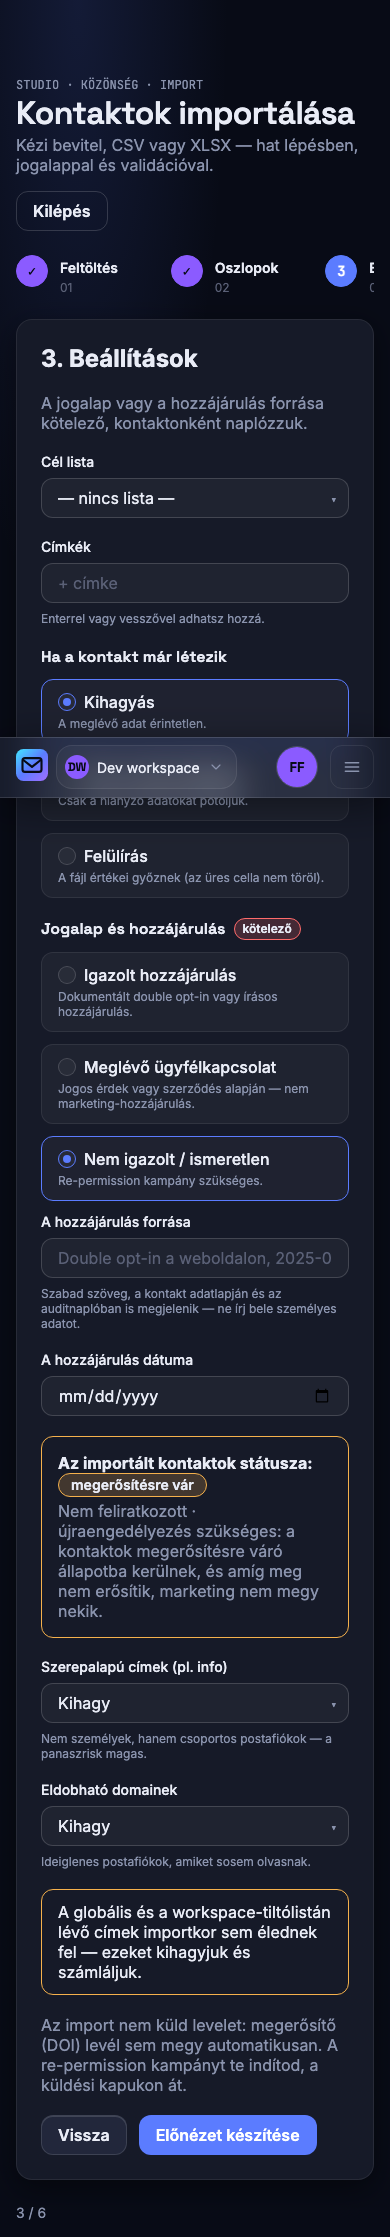 STUDIO · KÖZÖNSÉG · IMPORT
Kontaktok importálása
Kézi bevitel, CSV vagy XLSX — hat lépésben,
jogalappal és validációval.
Kilépés
✓ Feltöltés
01
✓ Oszlopok
02
3
3. Beállítások
A jogalap vagy a hozzájárulás forrása
kötelező, kontaktonként naplózzuk.
Cél lista
— nincs lista —
Címkék
+ címke
Enterrel vagy vesszővel adhatsz hozzá.
Ha a kontakt már létezik
Kihagyás
A meglévő adat érintetlen.
DW Dev workspace
FF
Csak a hiányzó adatokat pótoljuk.
Felülírás
A fájl értékei győznek (az üres cella nem töröl).
Jogalap és hozzájárulás kötelező
Igazolt hozzájárulás
Dokumentált double opt-in vagy írásos
hozzájárulás.
Meglévő ügyfélkapcsolat
Jogos érdek vagy szerződés alapján — nem
marketing-hozzájárulás.
Nem igazolt / ismeretlen
Re-permission kampány szükséges.
A hozzájárulás forrása
Double opt-in a weboldalon, 2025-0
Szabad szöveg, a kontakt adatlapján és az
auditnaplóban is megjelenik — ne írj bele személyes
adatot.
A hozzájárulás dátuma
mm/dd/yyyy
Az importált kontaktok státusza:
megerősítésre vár
Nem feliratkozott ·
újraengedélyezés szükséges: a
kontaktok megerősítésre váró
állapotba kerülnek, és amíg meg
nem erősítik, marketing nem megy
nekik.
Szerepalapú címek (pl. info)
Kihagy
Nem személyek, hanem csoportos postafiókok — a
panaszrisk magas.
Eldobható domainek
Kihagy
Ideiglenes postafiókok, amiket sosem olvasnak.
A globális és a workspace-tiltólistán
lévő címek importkor sem élednek
fel — ezeket kihagyjuk és
számláljuk.
Az import nem küld levelet: megerősítő
(DOI) levél sem megy automatikusan. A
re-permission kampányt te indítod, a
küldési kapukon át.
Vissza
Előnézet készítése
3 / 6